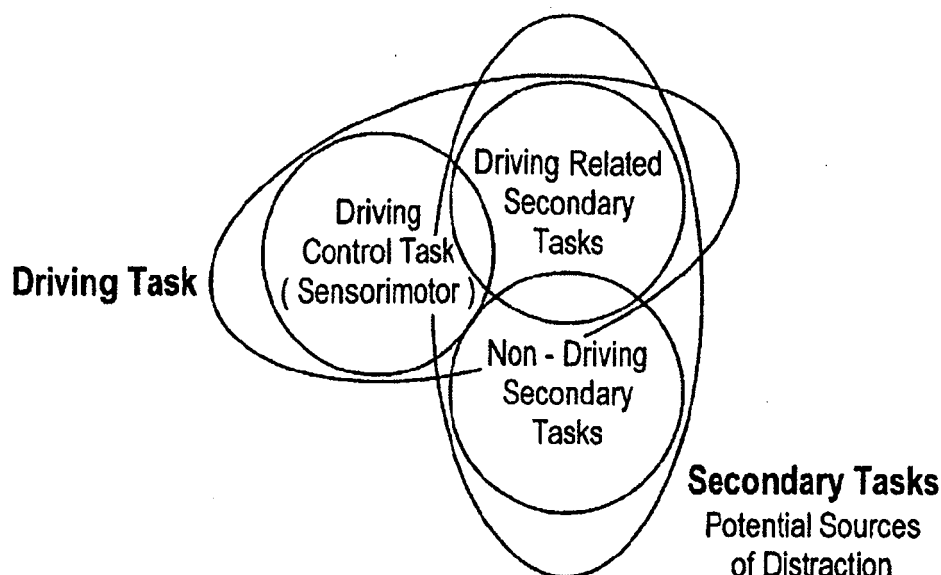 Driving Related
Secondary
Tasks
Driving
Control Task
( Sensorimotor )
Driving Task
Non - Driving
Secondary
Tasks
Secondary Tasks
Potential Sources
of Distraction